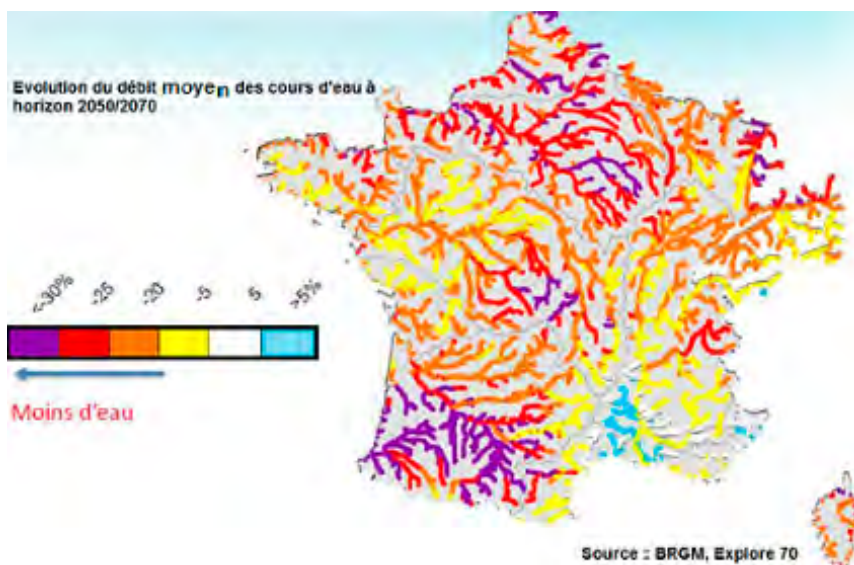 Evolution du débit moyen des cours d'eau à
horizon 2050/2070
<-30% -25 -20 -5 5 >5%
Moins d'eau
Source : BRGM, Explore 70